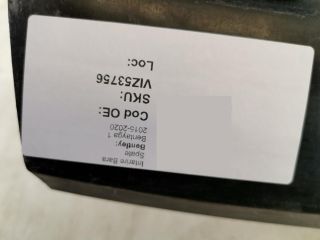 Intarire Bara
Spate
Bentley:
Bentayga 1
2015-2020
Cod OE:
SKU:
VIZ53756
Loc: